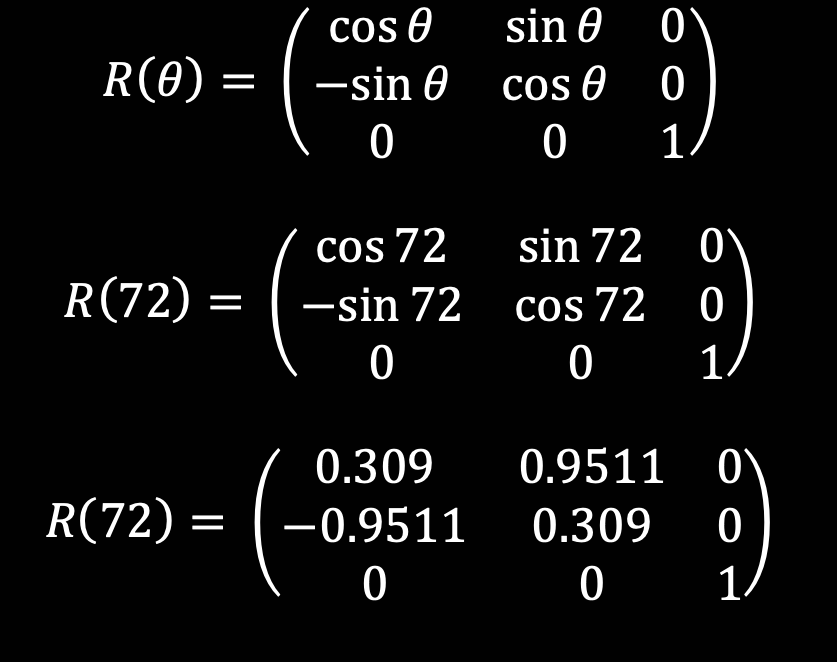 cos θ sin θ 0
R(θ) = ( −sin θ cos θ 0 )
0 0 1
cos 72 sin 72 0
R(72) = ( −sin 72 cos 72 0 )
0 0 1
0.309 0.9511 0
R(72) = ( −0.9511 0.309 0 )
0 0 1